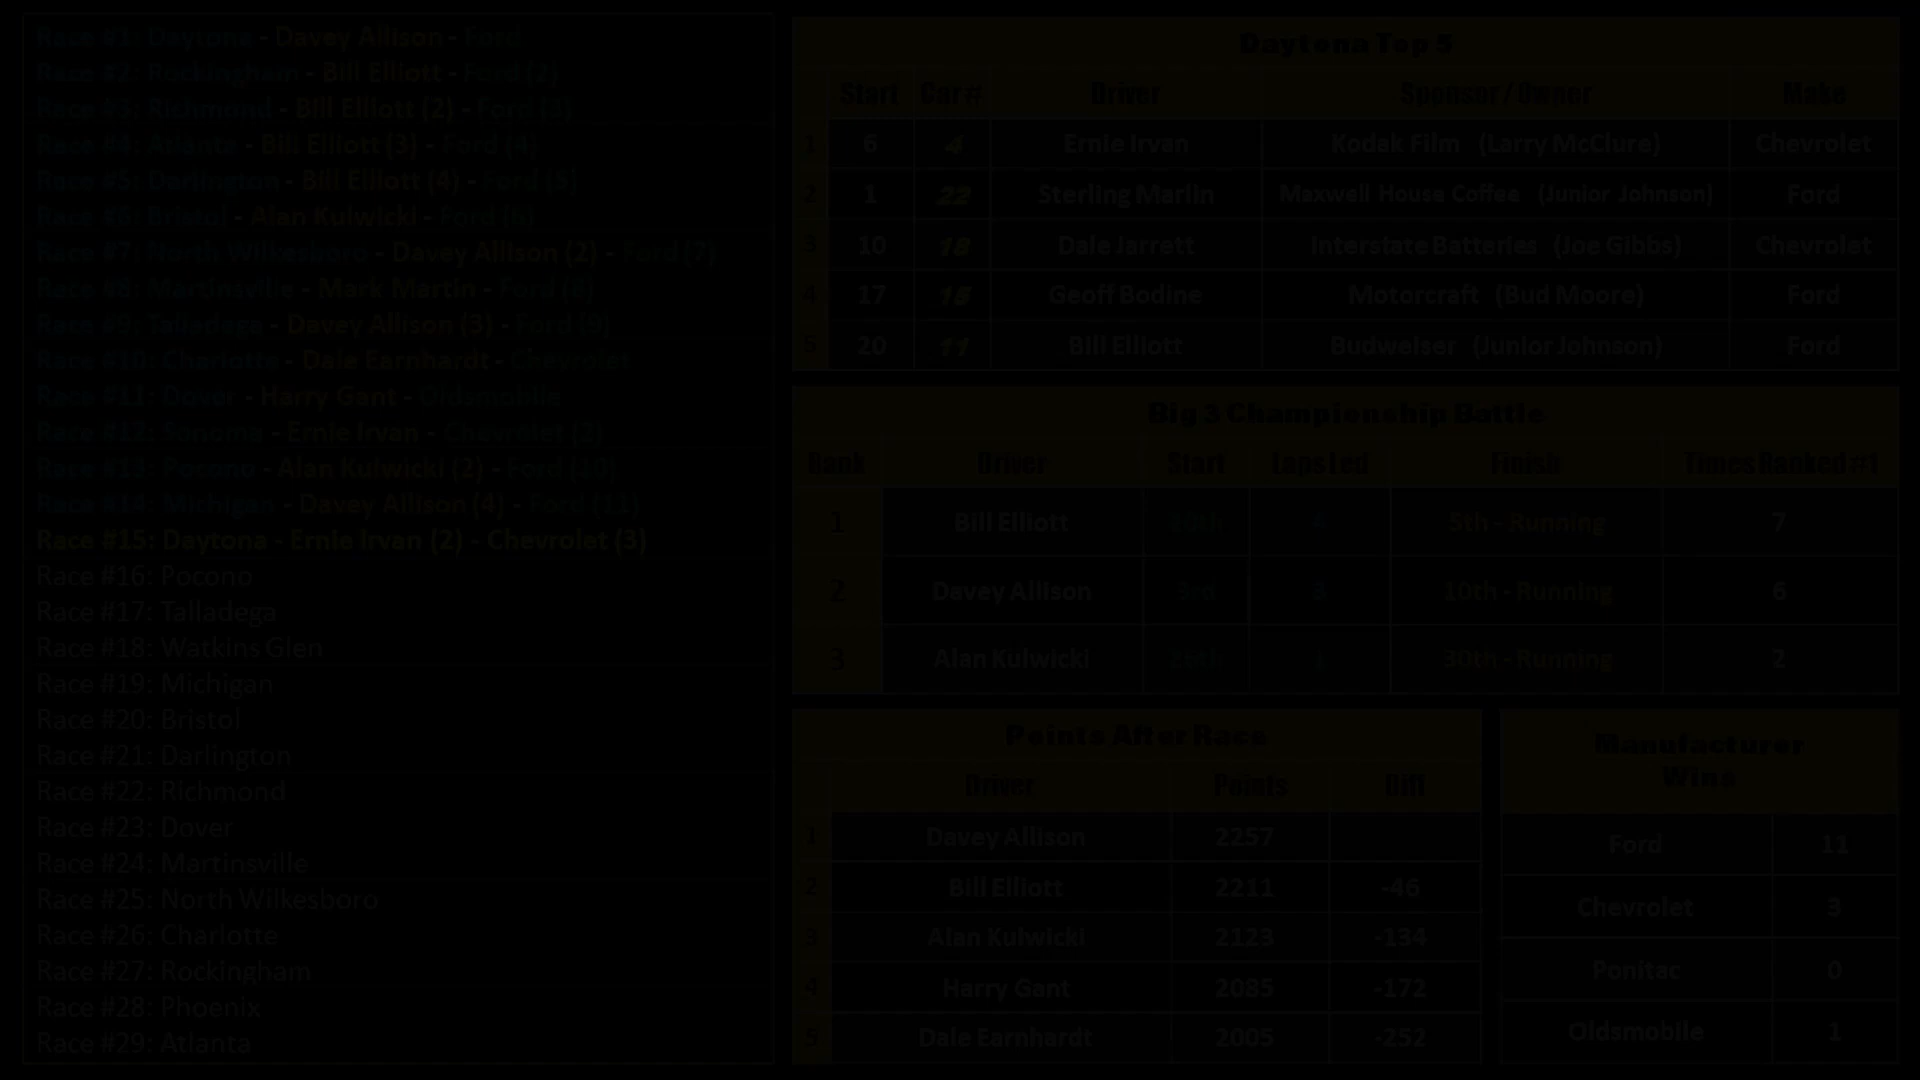 Race #1: Daytona - Davey Allison - Ford
Race #2: Rockingham - Bill Elliott - Ford (2)
Race #3: Richmond - Bill Elliott (2) - Ford (3)
Race #4: Atlanta - Bill Elliott (3) - Ford (4)
Race #5: Darlington - Bill Elliott (4) - Ford (5)
Race #6: Bristol - Alan Kulwicki - Ford (6)
Race #7: North Wilkesboro - Davey Allison (2) - Ford (7)
Race #8: Martinsville - Mark Martin - Ford (8)
Race #9: Talladega - Davey Allison (3) - Ford (9)
Race #10: Charlotte - Dale Earnhardt - Chevrolet
Race #11: Dover - Harry Gant - Oldsmobile
Race #12: Sonoma - Ernie Irvan - Chevrolet (2)
Race #13: Pocono - Alan Kulwicki (2) - Ford (10)
Race #14: Michigan - Davey Allison (4) - Ford (11)
Race #15: Daytona - Ernie Irvan (2) - Chevrolet (3)
Race #16: Pocono
Race #17: Talladega
Race #18: Watkins Glen
Race #19: Michigan
Race #20: Bristol
Race #21: Darlington
Race #22: Richmond
Race #23: Dover
Race #24: Martinsville
Race #25: North Wilkesboro
Race #26: Charlotte
Race #27: Rockingham
Race #28: Phoenix
Race #29: Atlanta
Daytona Top 5
Start Car # Driver Sponsor / Owner Make
1 6 4 Ernie Irvan Kodak Film (Larry McClure) Chevrolet
2 1 22 Sterling Marlin Maxwell House Coffee (Junior Johnson) Ford
3 10 18 Dale Jarrett Interstate Batteries (Joe Gibbs) Chevrolet
4 17 15 Geoff Bodine Motorcraft (Bud Moore) Ford
5 20 11 Bill Elliott Budweiser (Junior Johnson) Ford
Big 3 Championship Battle
Rank Driver Start Laps Led Finish Times Ranked #1
1 Bill Elliott 4 5th - Running 7
2 Davey Allison 3rd 3 10th - Running 6
3 Alan Kulwicki 1 30th - Running 2
Points After Race
Driver Points Diff
1 Davey Allison 2257
2 Bill Elliott 2211 -46
3 Alan Kulwicki 2123 -134
4 Harry Gant 2085 -172
5 Dale Earnhardt 2005 -252
Manufacturer
Wins
Ford 11
Chevrolet 3
Ponitac 0
Oldsmobile 1